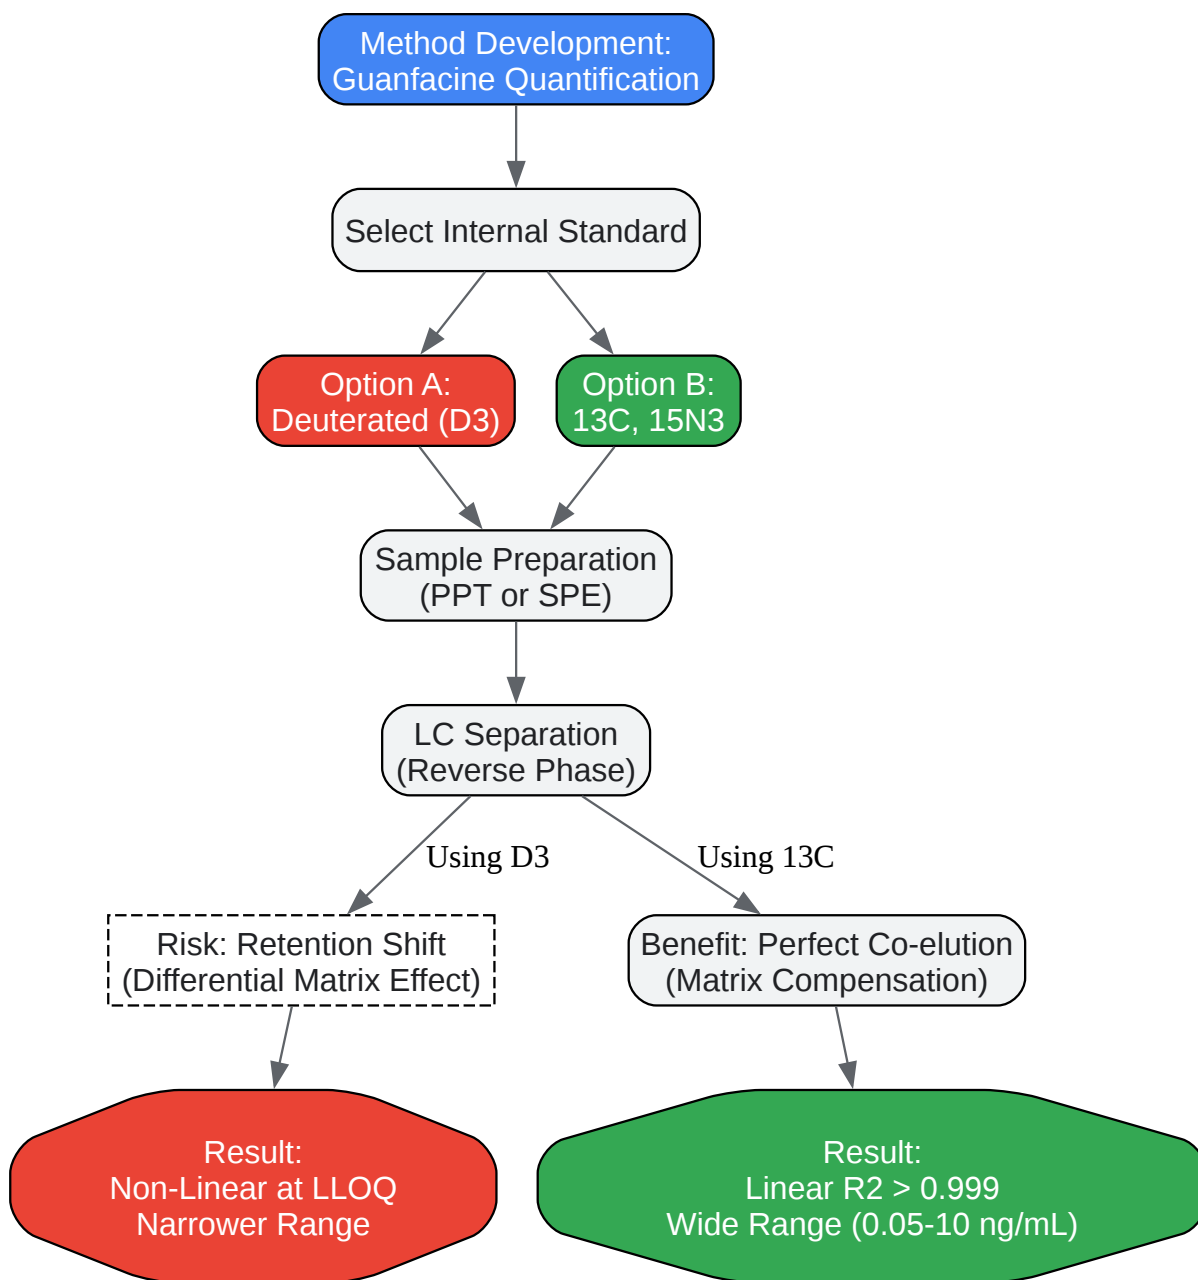 Method Development:
Guanfacine Quantification
Select Internal Standard
Option A:
Deuterated (D3)
Option B:
13C, 15N3
Sample Preparation
(PPT or SPE)
LC Separation
(Reverse Phase)
Using D3
Using 13C
Risk: Retention Shift
(Differential Matrix Effect)
Benefit: Perfect Co-elution
(Matrix Compensation)
Result:
Non-Linear at LLOQ
Narrower Range
Result:
Linear R2 > 0.999
Wide Range (0.05-10 ng/mL)